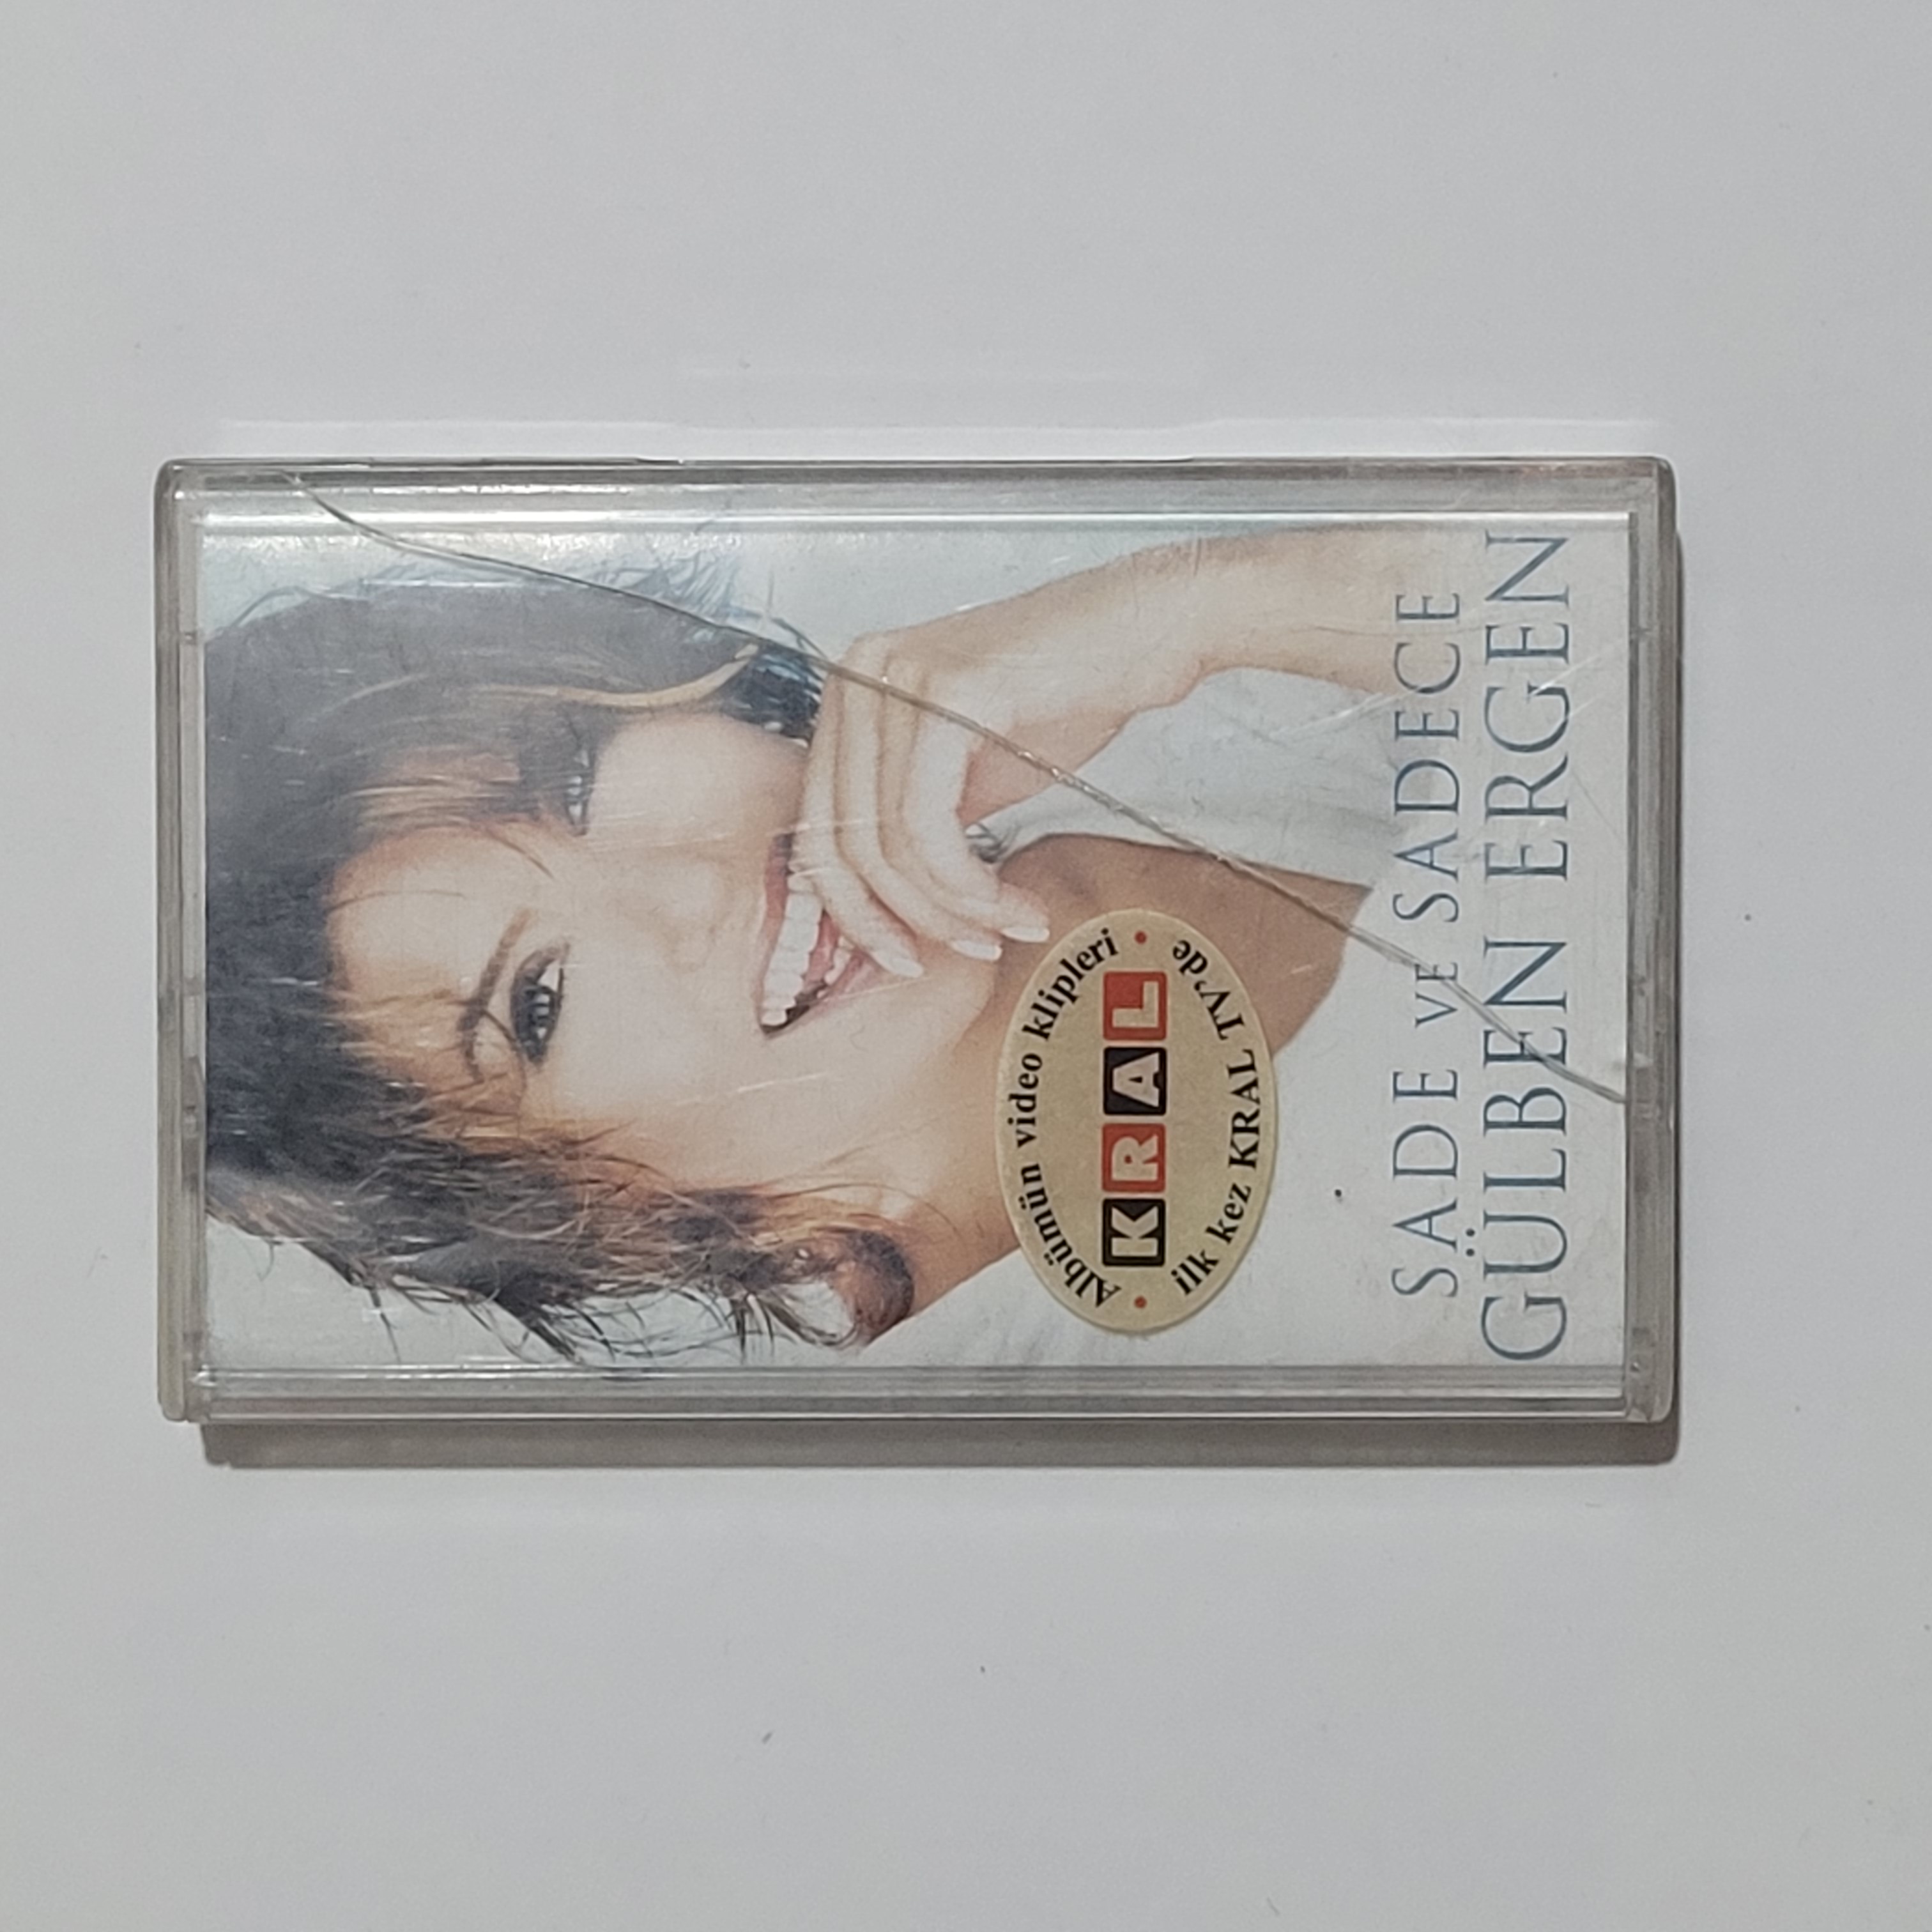 Albümün video klipleri
KRAL
ilk kez KRAL TV'de
SADE VE SADECE
GÜLBEN ERGEN